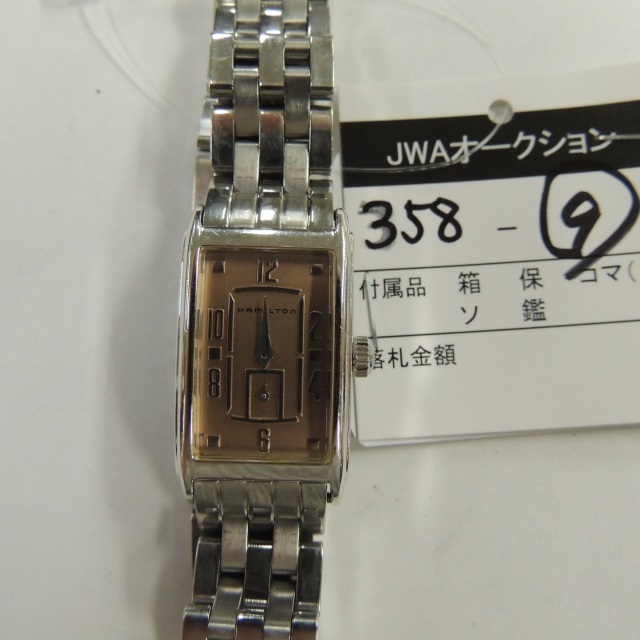 JWAオークション
358 - 9
付属品 箱 保 コマ(
ソ 鑑
落札金額
12
HAMILTON
10 2
8 4
6